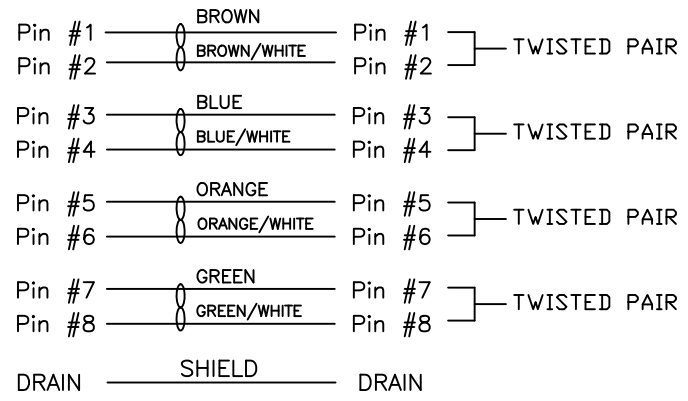 BROWN
Pin #1 Pin #1
BROWN/WHITE TWISTED PAIR
Pin #2 Pin #2
BLUE
Pin #3 Pin #3
BLUE/WHITE TWISTED PAIR
Pin #4 Pin #4
ORANGE
Pin #5 Pin #5
ORANGE/WHITE TWISTED PAIR
Pin #6 Pin #6
GREEN
Pin #7 Pin #7
GREEN/WHITE TWISTED PAIR
Pin #8 Pin #8
SHIELD
DRAIN DRAIN